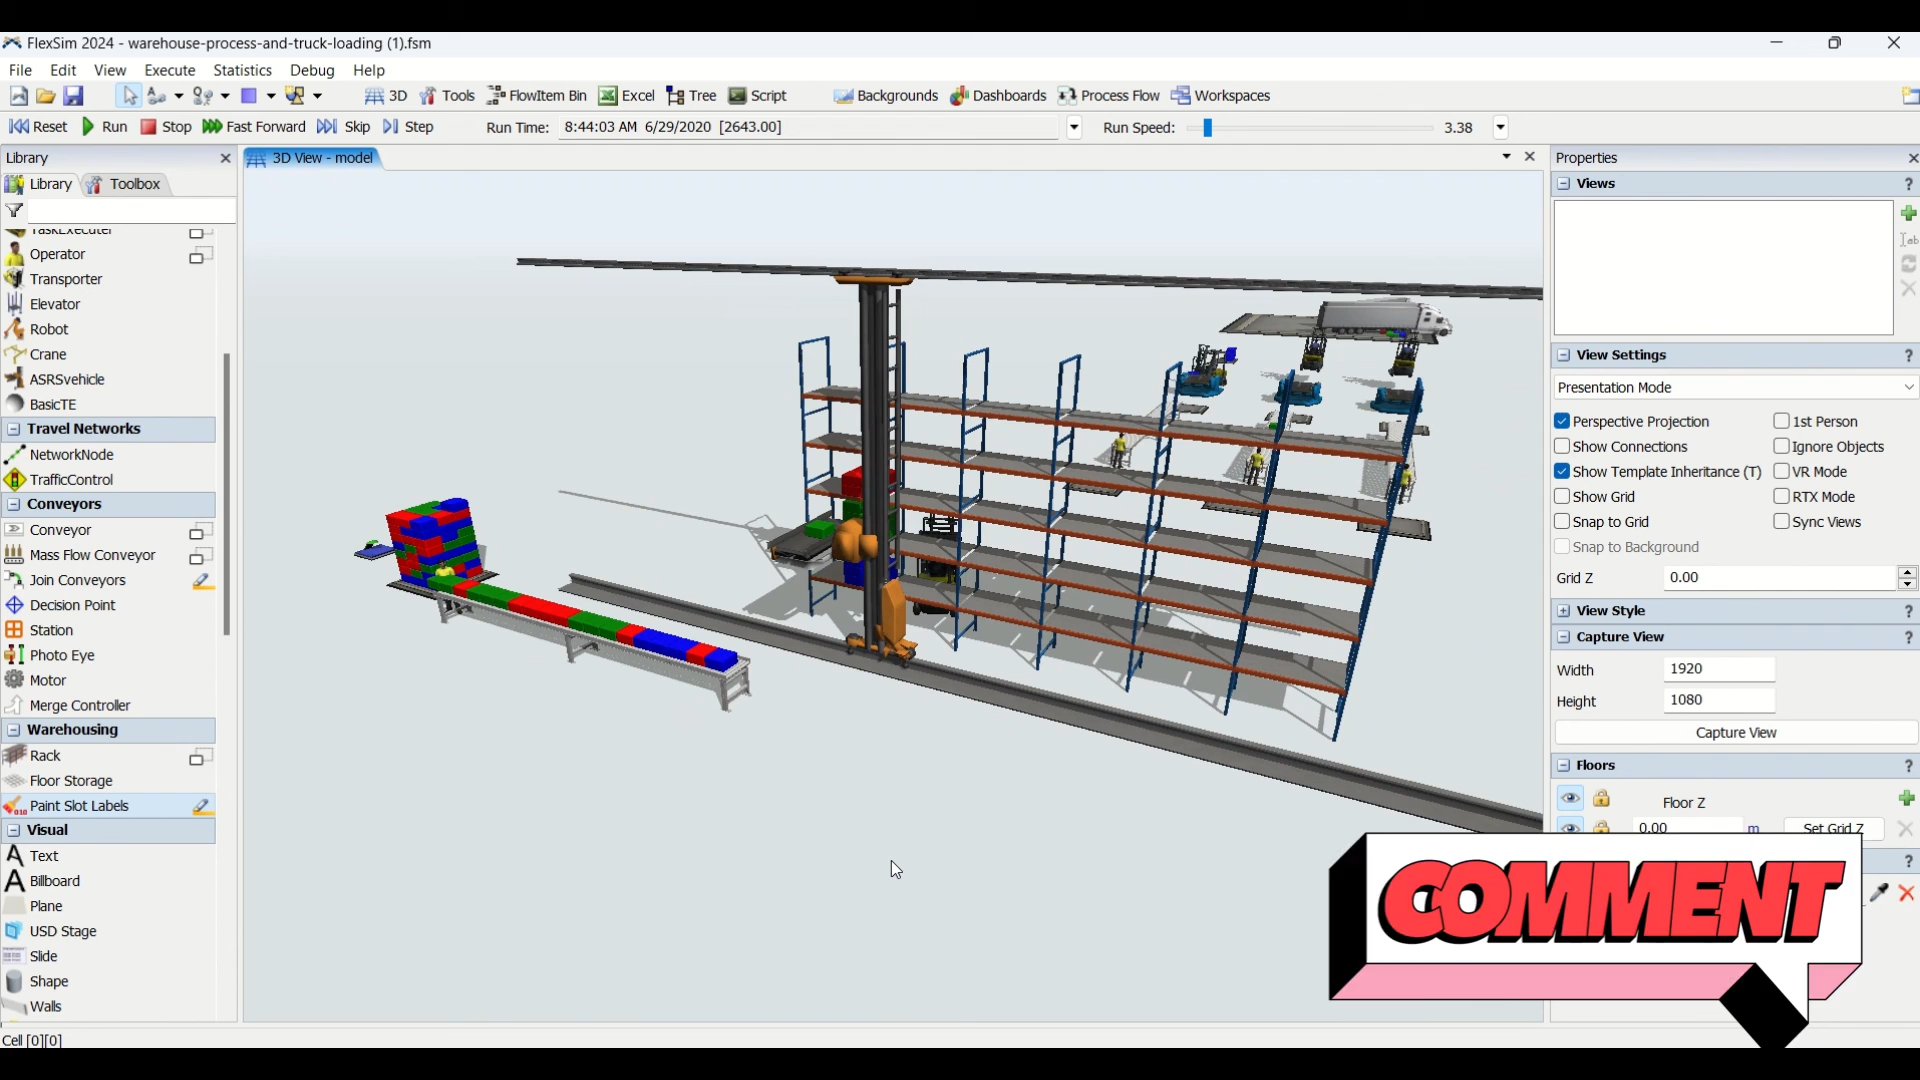 FlexSim 2024 - warehouse-process-and-truck-loading (1).fsm
File Edit View Execute Statistics Debug Help
3D Tools FlowItem Bin Excel Tree Script Backgrounds Dashboards Process Flow Workspaces
Reset Run Stop Fast Forward Skip Step Run Time: 8:44:03 AM 6/29/2020 [2643.00] Run Speed: 3.38
Library
3D View - model
Properties
Library Toolbox
Views
TaskExecuter
Operator
Transporter
Elevator
Robot
Crane
ASRSvehicle
BasicTE
Travel Networks
NetworkNode
TrafficControl
Conveyors
Conveyor
Mass Flow Conveyor
Join Conveyors
Decision Point
Station
Photo Eye
Motor
Merge Controller
Warehousing
Rack
Floor Storage
Paint Slot Labels
Visual
Text
Billboard
Plane
USD Stage
Slide
Shape
Walls
View Settings
Presentation Mode
Perspective Projection 1st Person
Show Connections Ignore Objects
Show Template Inheritance (T) VR Mode
Show Grid RTX Mode
Snap to Grid Sync Views
Snap to Background
Grid Z 0.00
View Style
Capture View
Width 1920
Height 1080
Capture View
Floors
Floor Z
0.00 m Set Grid Z
COMMENT
Cell [0][0]